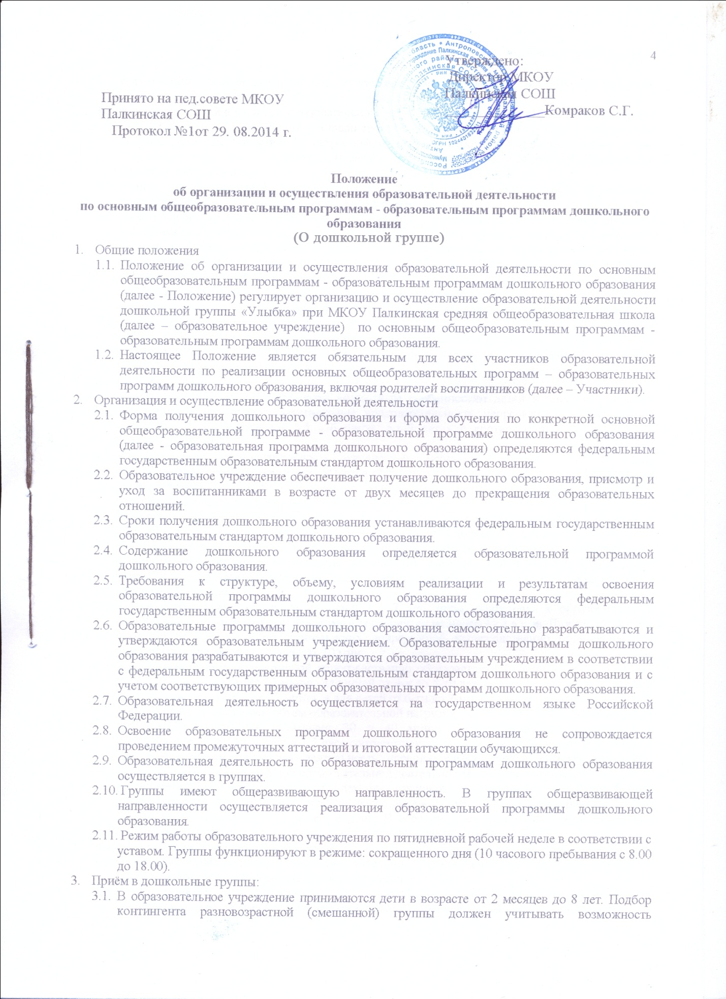 4
Утверждено:
Директор МКОУ
Палкинская СОШ
Комраков С.Г.
Принято на пед.совете МКОУ
Палкинская СОШ
Протокол №1от 29. 08.2014 г.
Положение
об организации и осуществления образовательной деятельности
по основным общеобразовательным программам - образовательным программам дошкольного
образования
(О дошкольной группе)
1. Общие положения
1.1. Положение об организации и осуществления образовательной деятельности по основным
общеобразовательным программам - образовательным программам дошкольного образования
(далее - Положение) регулирует организацию и осуществление образовательной деятельности
дошкольной группы «Улыбка» при МКОУ Палкинская средняя общеобразовательная школа
(далее – образовательное учреждение) по основным общеобразовательным программам -
образовательным программам дошкольного образования.
1.2. Настоящее Положение является обязательным для всех участников образовательной
деятельности по реализации основных общеобразовательных программ – образовательных
программ дошкольного образования, включая родителей воспитанников (далее – Участники).
2. Организация и осуществление образовательной деятельности
2.1. Форма получения дошкольного образования и форма обучения по конкретной основной
общеобразовательной программе - образовательной программе дошкольного образования
(далее - образовательная программа дошкольного образования) определяются федеральным
государственным образовательным стандартом дошкольного образования.
2.2. Образовательное учреждение обеспечивает получение дошкольного образования, присмотр и
уход за воспитанниками в возрасте от двух месяцев до прекращения образовательных
отношений.
2.3. Сроки получения дошкольного образования устанавливаются федеральным государственным
образовательным стандартом дошкольного образования.
2.4. Содержание дошкольного образования определяется образовательной программой
дошкольного образования.
2.5. Требования к структуре, объему, условиям реализации и результатам освоения
образовательной программы дошкольного образования определяются федеральным
государственным образовательным стандартом дошкольного образования.
2.6. Образовательные программы дошкольного образования самостоятельно разрабатываются и
утверждаются образовательным учреждением. Образовательные программы дошкольного
образования разрабатываются и утверждаются образовательным учреждением в соответствии
с федеральным государственным образовательным стандартом дошкольного образования и с
учетом соответствующих примерных образовательных программ дошкольного образования.
2.7. Образовательная деятельность осуществляется на государственном языке Российской
Федерации.
2.8. Освоение образовательных программ дошкольного образования не сопровождается
проведением промежуточных аттестаций и итоговой аттестации обучающихся.
2.9. Образовательная деятельность по образовательным программам дошкольного образования
осуществляется в группах.
2.10. Группы имеют общеразвивающую направленность. В группах общеразвивающей
направленности осуществляется реализация образовательной программы дошкольного
образования.
2.11. Режим работы образовательного учреждения по пятидневной рабочей неделе в соответствии с
уставом. Группы функционируют в режиме: сокращенного дня (10 часового пребывания с 8.00
до 18.00).
3. Приём в дошкольные группы:
3.1. В образовательное учреждение принимаются дети в возрасте от 2 месяцев до 8 лет. Подбор
контингента разновозрастной (смешанной) группы должен учитывать возможность